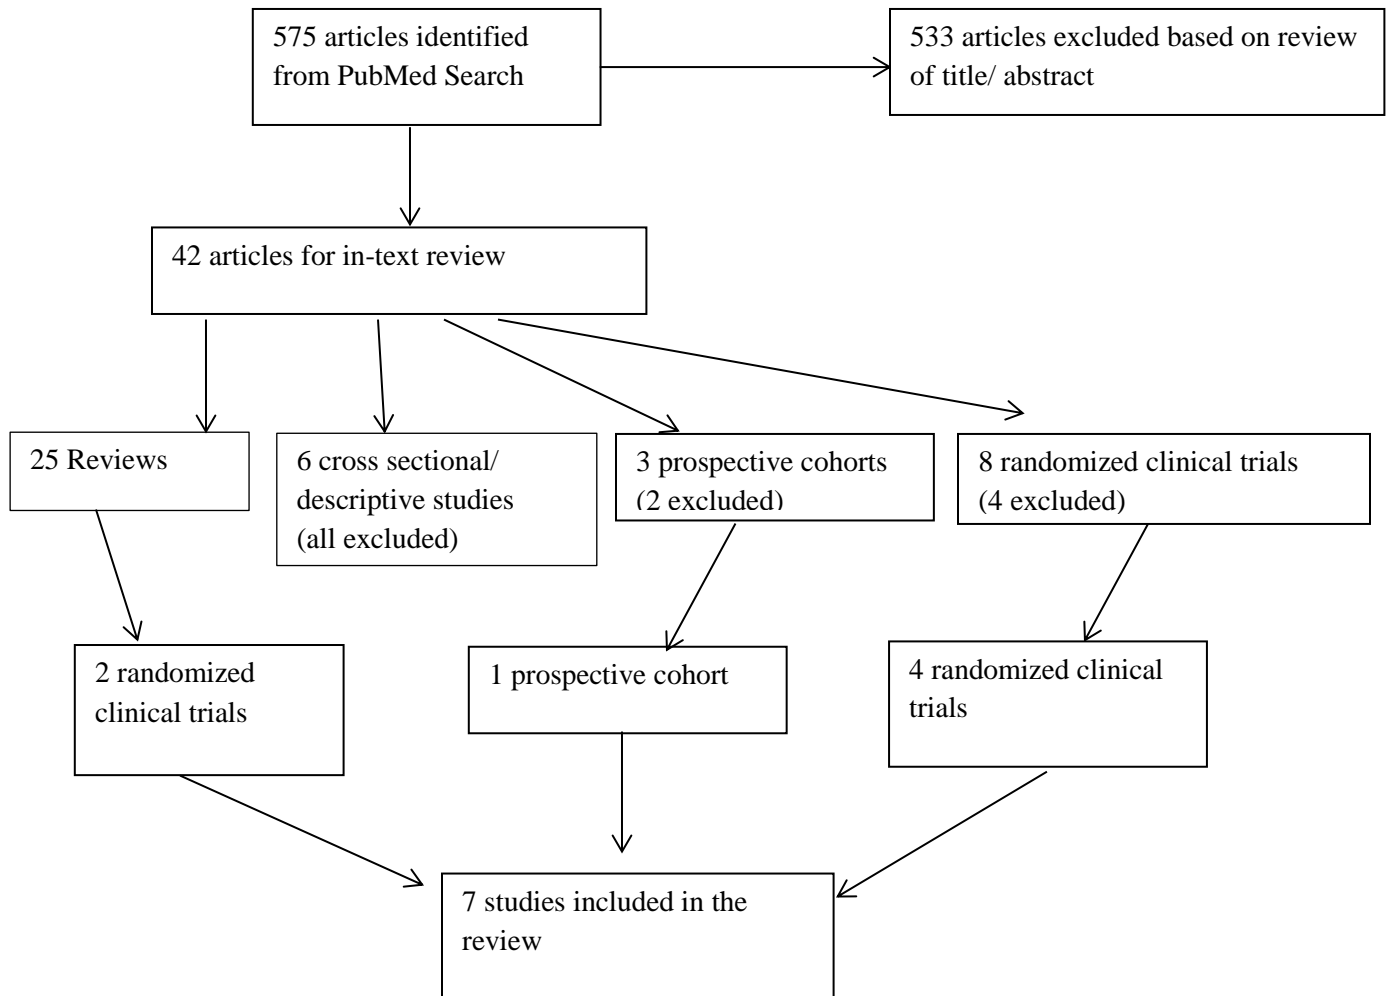 575 articles identified
from PubMed Search
533 articles excluded based on review
of title/ abstract
42 articles for in-text review
25 Reviews
6 cross sectional/
descriptive studies
(all excluded)
3 prospective cohorts
(2 excluded)
8 randomized clinical trials
(4 excluded)
2 randomized
clinical trials
1 prospective cohort
4 randomized clinical
trials
7 studies included in the
review